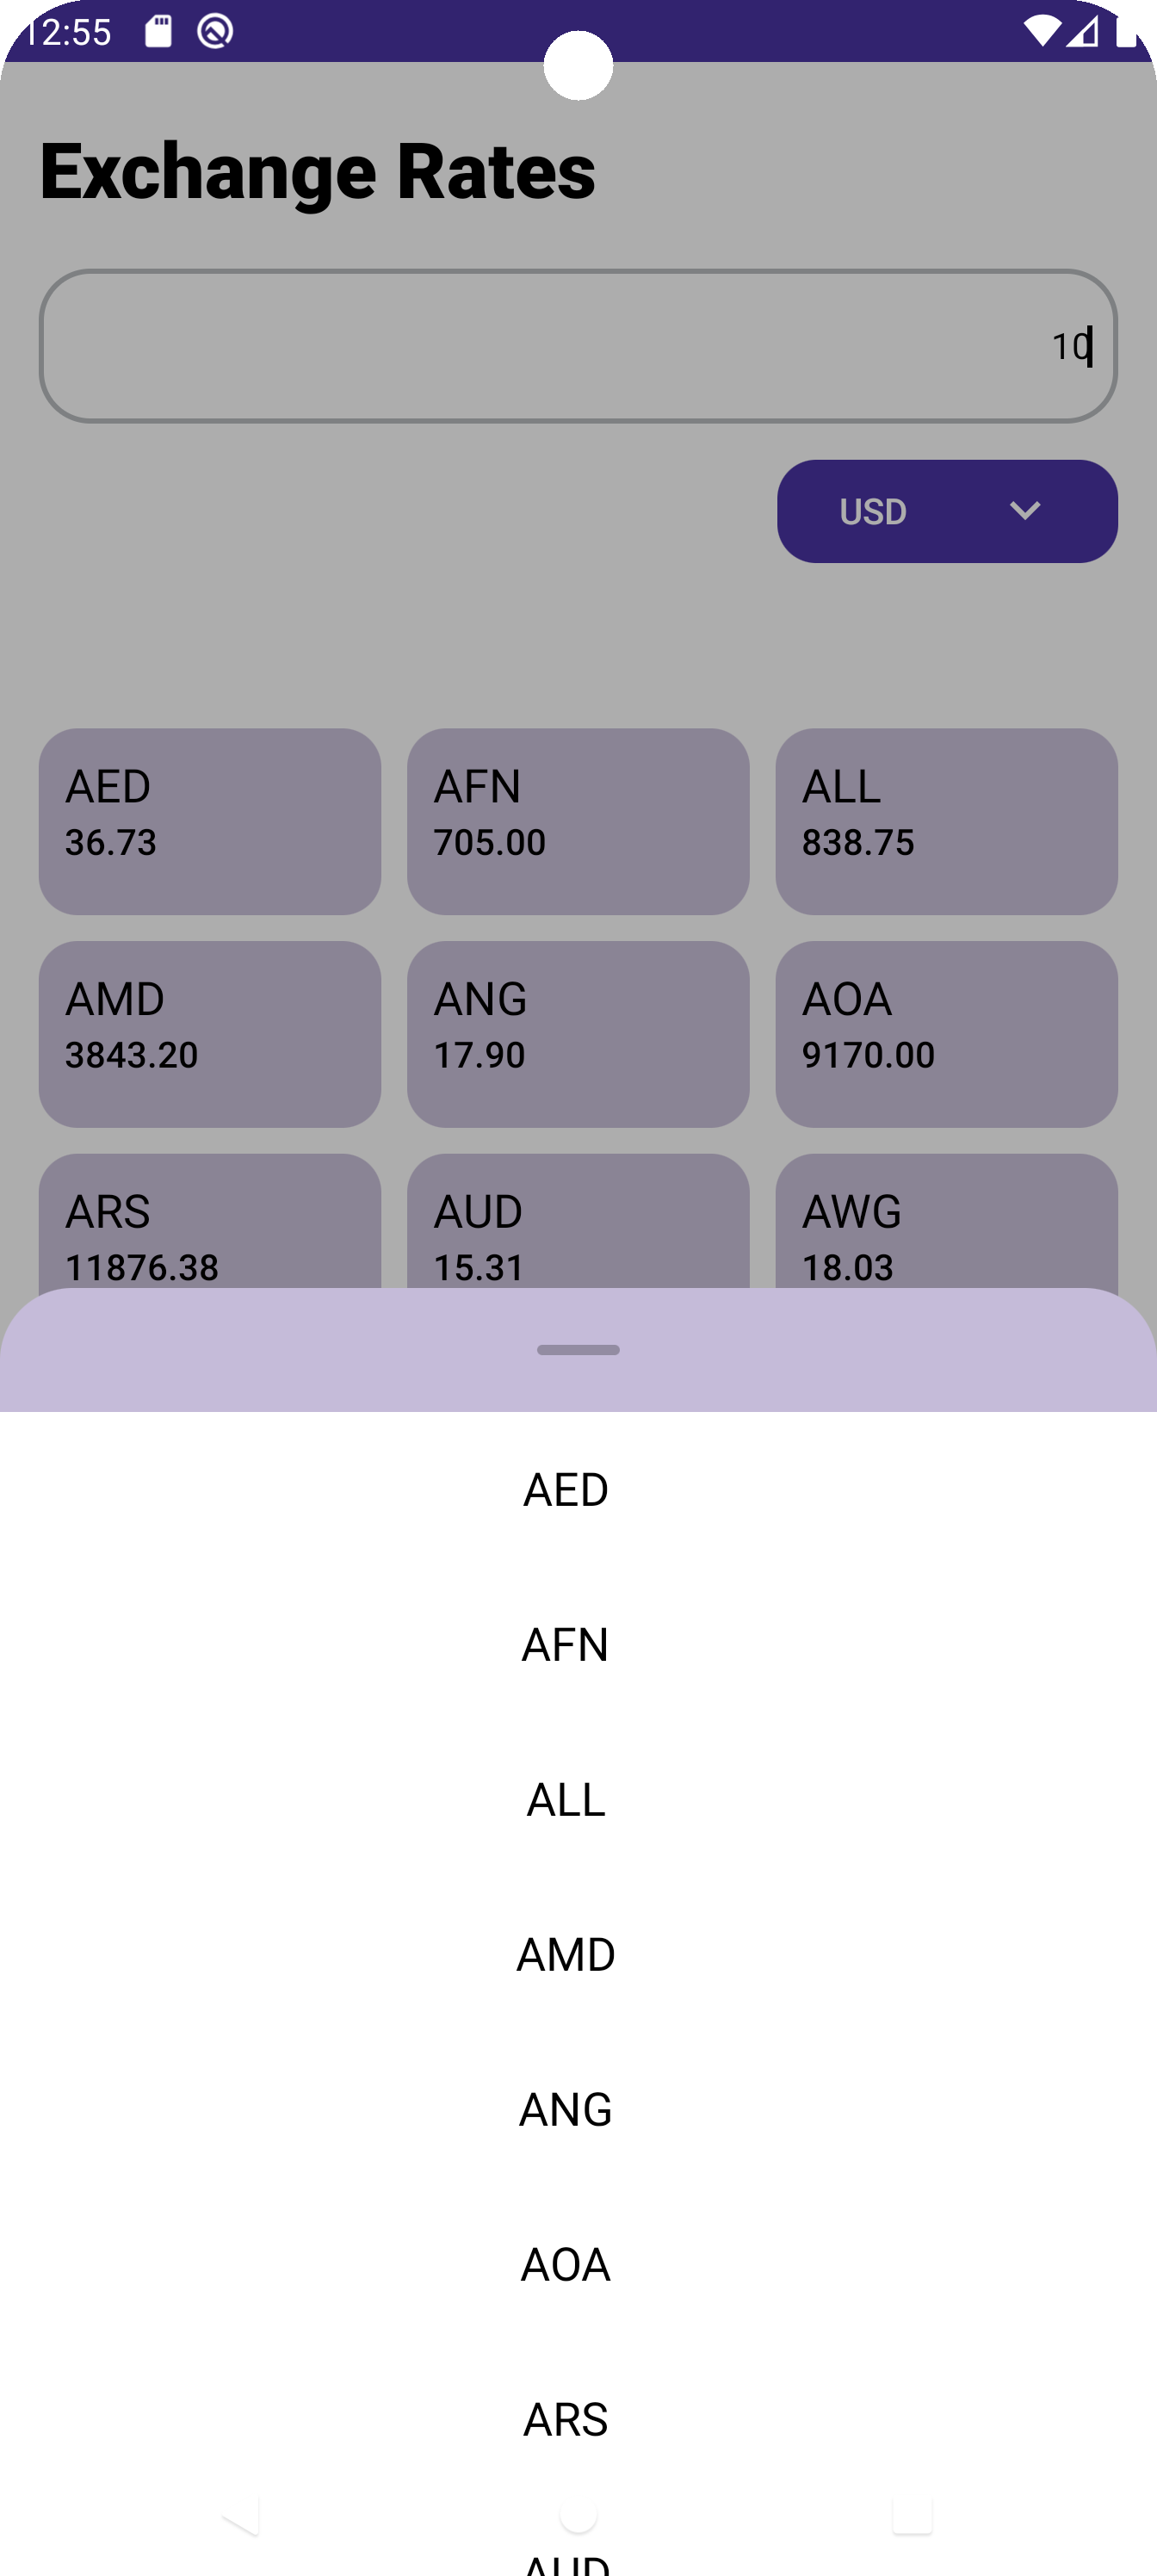 12:55
Exchange Rates
10
USD
AED AFN ALL
36.73 705.00 838.75
AMD ANG AOA
3843.20 17.90 9170.00
ARS AUD AWG
11876.38 15.31 18.03
AED
AFN
ALL
AMD
ANG
AOA
ARS
AUD